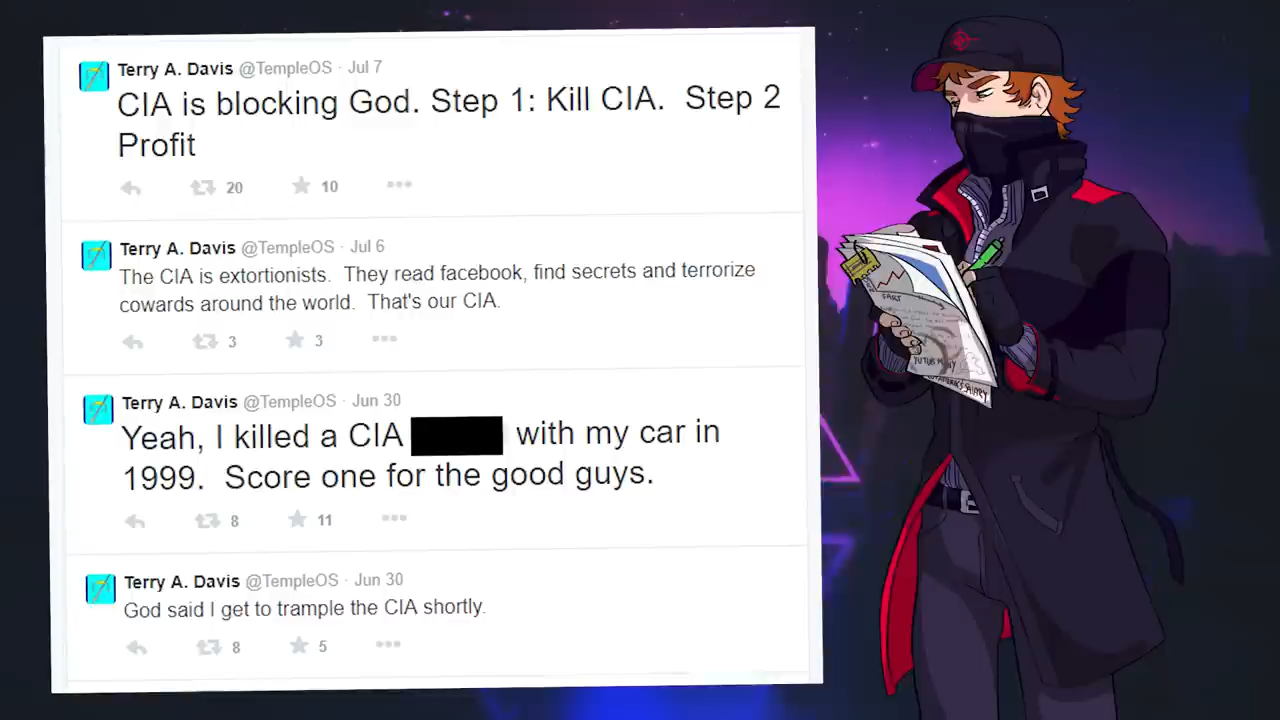 Terry A. Davis @TempleOS · Jul 7
CIA is blocking God. Step 1: Kill CIA. Step 2
Profit
20 10
Terry A. Davis @TempleOS · Jul 6
The CIA is extortionists. They read facebook, find secrets and terrorize
cowards around the world. That's our CIA.
3 3
Terry A. Davis @TempleOS · Jun 30
Yeah, I killed a CIA with my car in
1999. Score one for the good guys.
8 11
Terry A. Davis @TempleOS · Jun 30
God said I get to trample the CIA shortly.
8 5